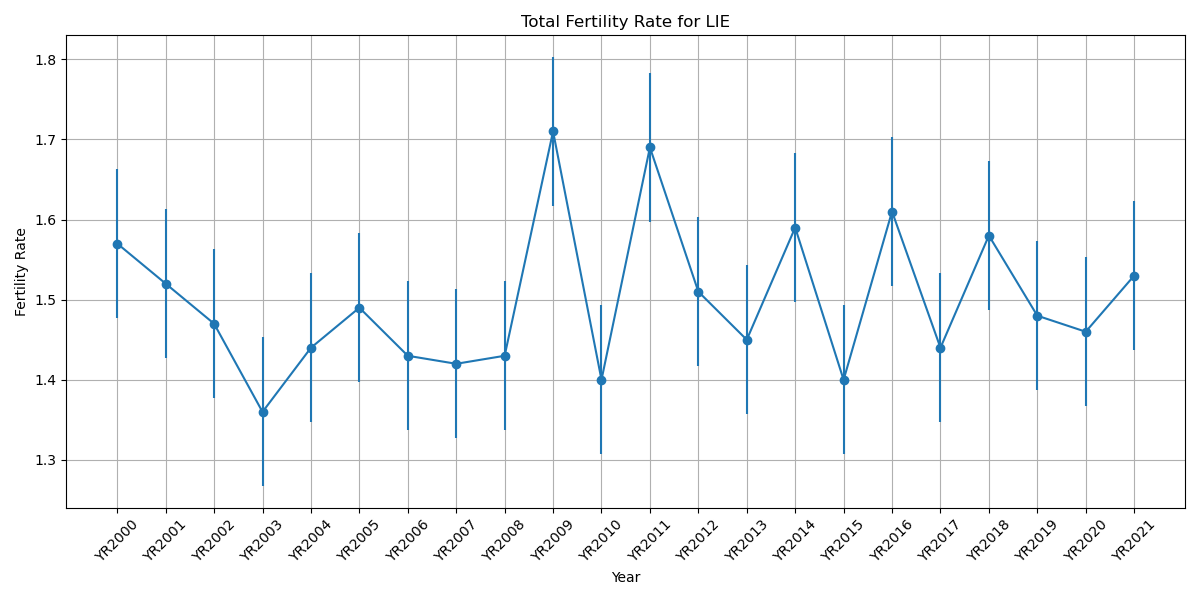 Total Fertility Rate for LIE
Fertility Rate
1.8
1.7
1.6
1.5
1.4
1.3
YR2000
YR2001
YR2002
YR2003
YR2004
YR2005
YR2006
YR2007
YR2008
YR2009
YR2010
YR2011
YR2012
YR2013
YR2014
YR2015
YR2016
YR2017
YR2018
YR2019
YR2020
YR2021
Year